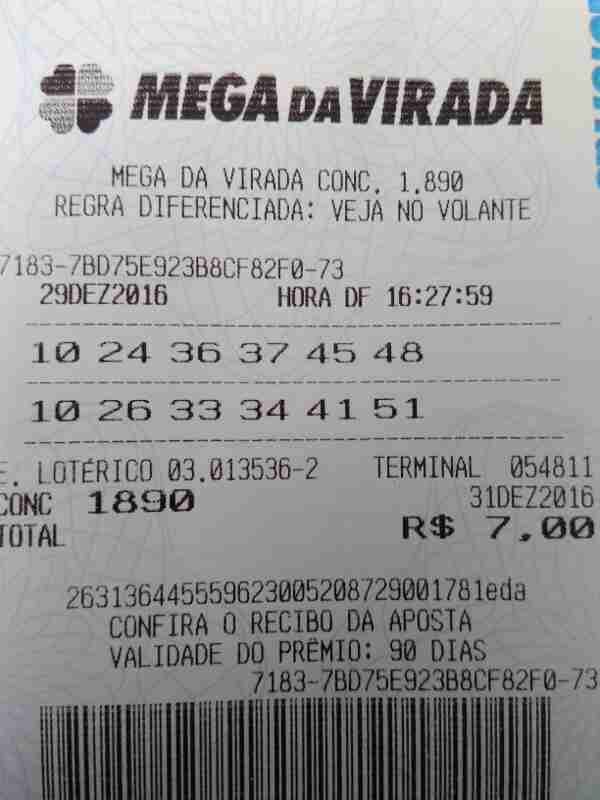 MEGA DA VIRADA
MEGA DA VIRADA CONC. 1.890
REGRA DIFERENCIADA: VEJA NO VOLANTE
7183-7BD75E923B8CF82F0-73
29DEZ2016 HORA DF 16:27:59
10 24 36 37 45 48
10 26 33 34 41 51
E. LOTÉRICO 03.013536-2 TERMINAL 054811
CONC 1890 31DEZ2016
TOTAL R$ 7,00
263136445559623005208729001781eda
CONFIRA O RECIBO DA APOSTA
VALIDADE DO PRÊMIO: 90 DIAS
7183-7BD75E923B8CF82F0-73